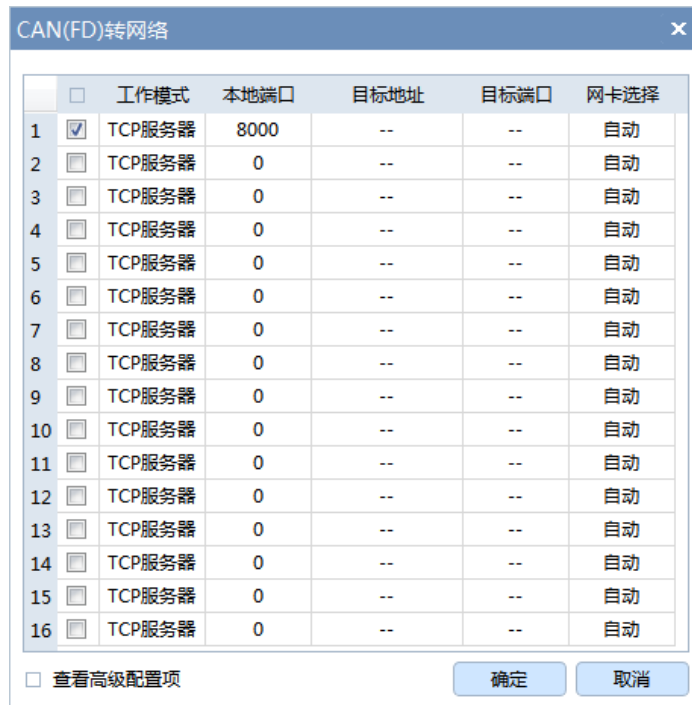 CAN(FD)转网络
工作模式 本地端口 目标地址 目标端口 网卡选择
1 TCP服务器 8000 -- -- 自动
2 TCP服务器 0 -- -- 自动
3 TCP服务器 0 -- -- 自动
4 TCP服务器 0 -- -- 自动
5 TCP服务器 0 -- -- 自动
6 TCP服务器 0 -- -- 自动
7 TCP服务器 0 -- -- 自动
8 TCP服务器 0 -- -- 自动
9 TCP服务器 0 -- -- 自动
10 TCP服务器 0 -- -- 自动
11 TCP服务器 0 -- -- 自动
12 TCP服务器 0 -- -- 自动
13 TCP服务器 0 -- -- 自动
14 TCP服务器 0 -- -- 自动
15 TCP服务器 0 -- -- 自动
16 TCP服务器 0 -- -- 自动
查看高级配置项 确定 取消